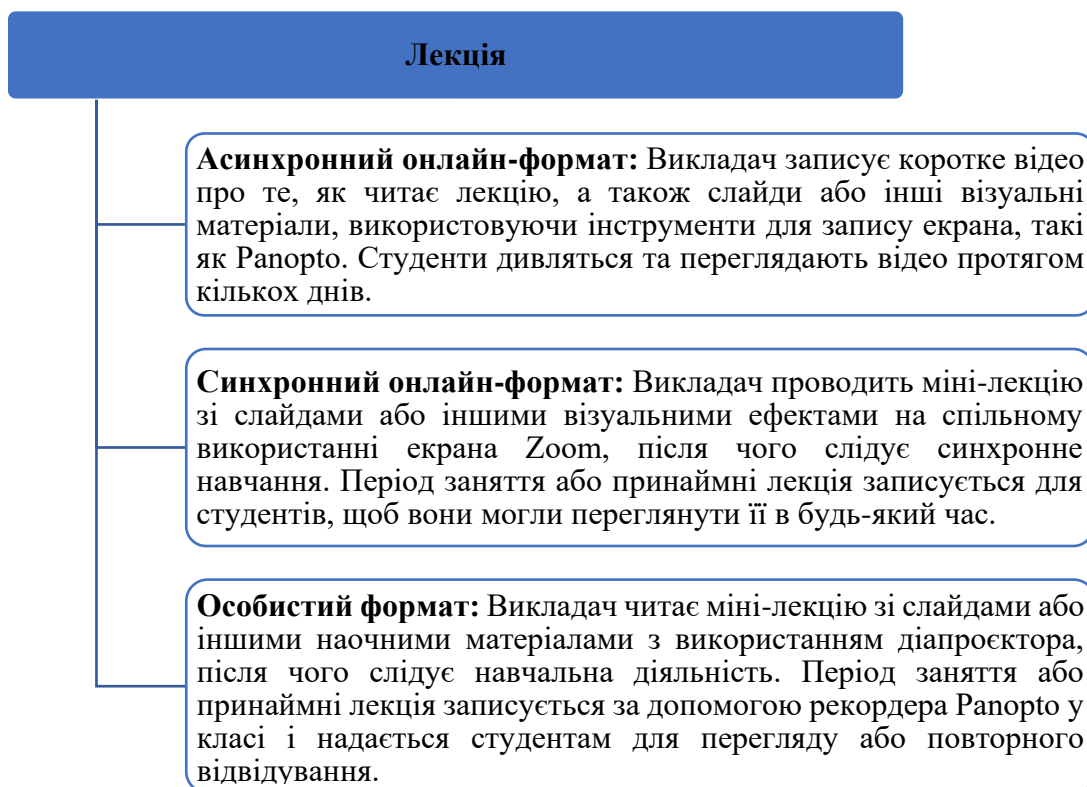 Лекція
Асинхронний онлайн-формат: Викладач записує коротке відео
про те, як читає лекцію, а також слайди або інші візуальні
матеріали, використовуючи інструменти для запису екрана, такі
як Panopto. Студенти дивляться та переглядають відео протягом
кількох днів.
Синхронний онлайн-формат: Викладач проводить міні-лекцію
зі слайдами або іншими візуальними ефектами на спільному
використанні екрана Zoom, після чого слідує синхронне
навчання. Період заняття або принаймні лекція записується для
студентів, щоб вони могли переглянути її в будь-який час.
Особистий формат: Викладач читає міні-лекцію зі слайдами або
іншими наочними матеріалами з використанням діапроєктора,
після чого слідує навчальна діяльність. Період заняття або
принаймні лекція записується за допомогою рекордера Panopto у
класі і надається студентам для перегляду або повторного
відвідування.